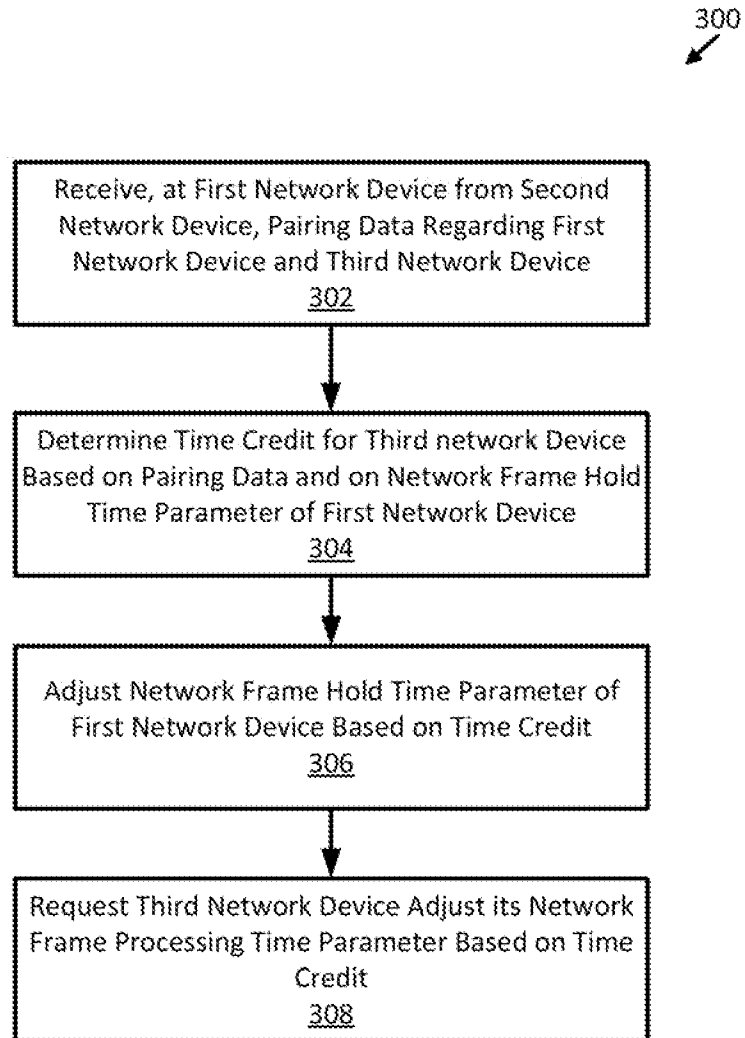 300
Receive, at First Network Device from Second
Network Device, Pairing Data Regarding First
Network Device and Third Network Device
302
Determine Time Credit for Third network Device
Based on Pairing Data and on Network Frame Hold
Time Parameter of First Network Device
304
Adjust Network Frame Hold Time Parameter of
First Network Device Based on Time Credit
306
Request Third Network Device Adjust its Network
Frame Processing Time Parameter Based on Time
Credit
308